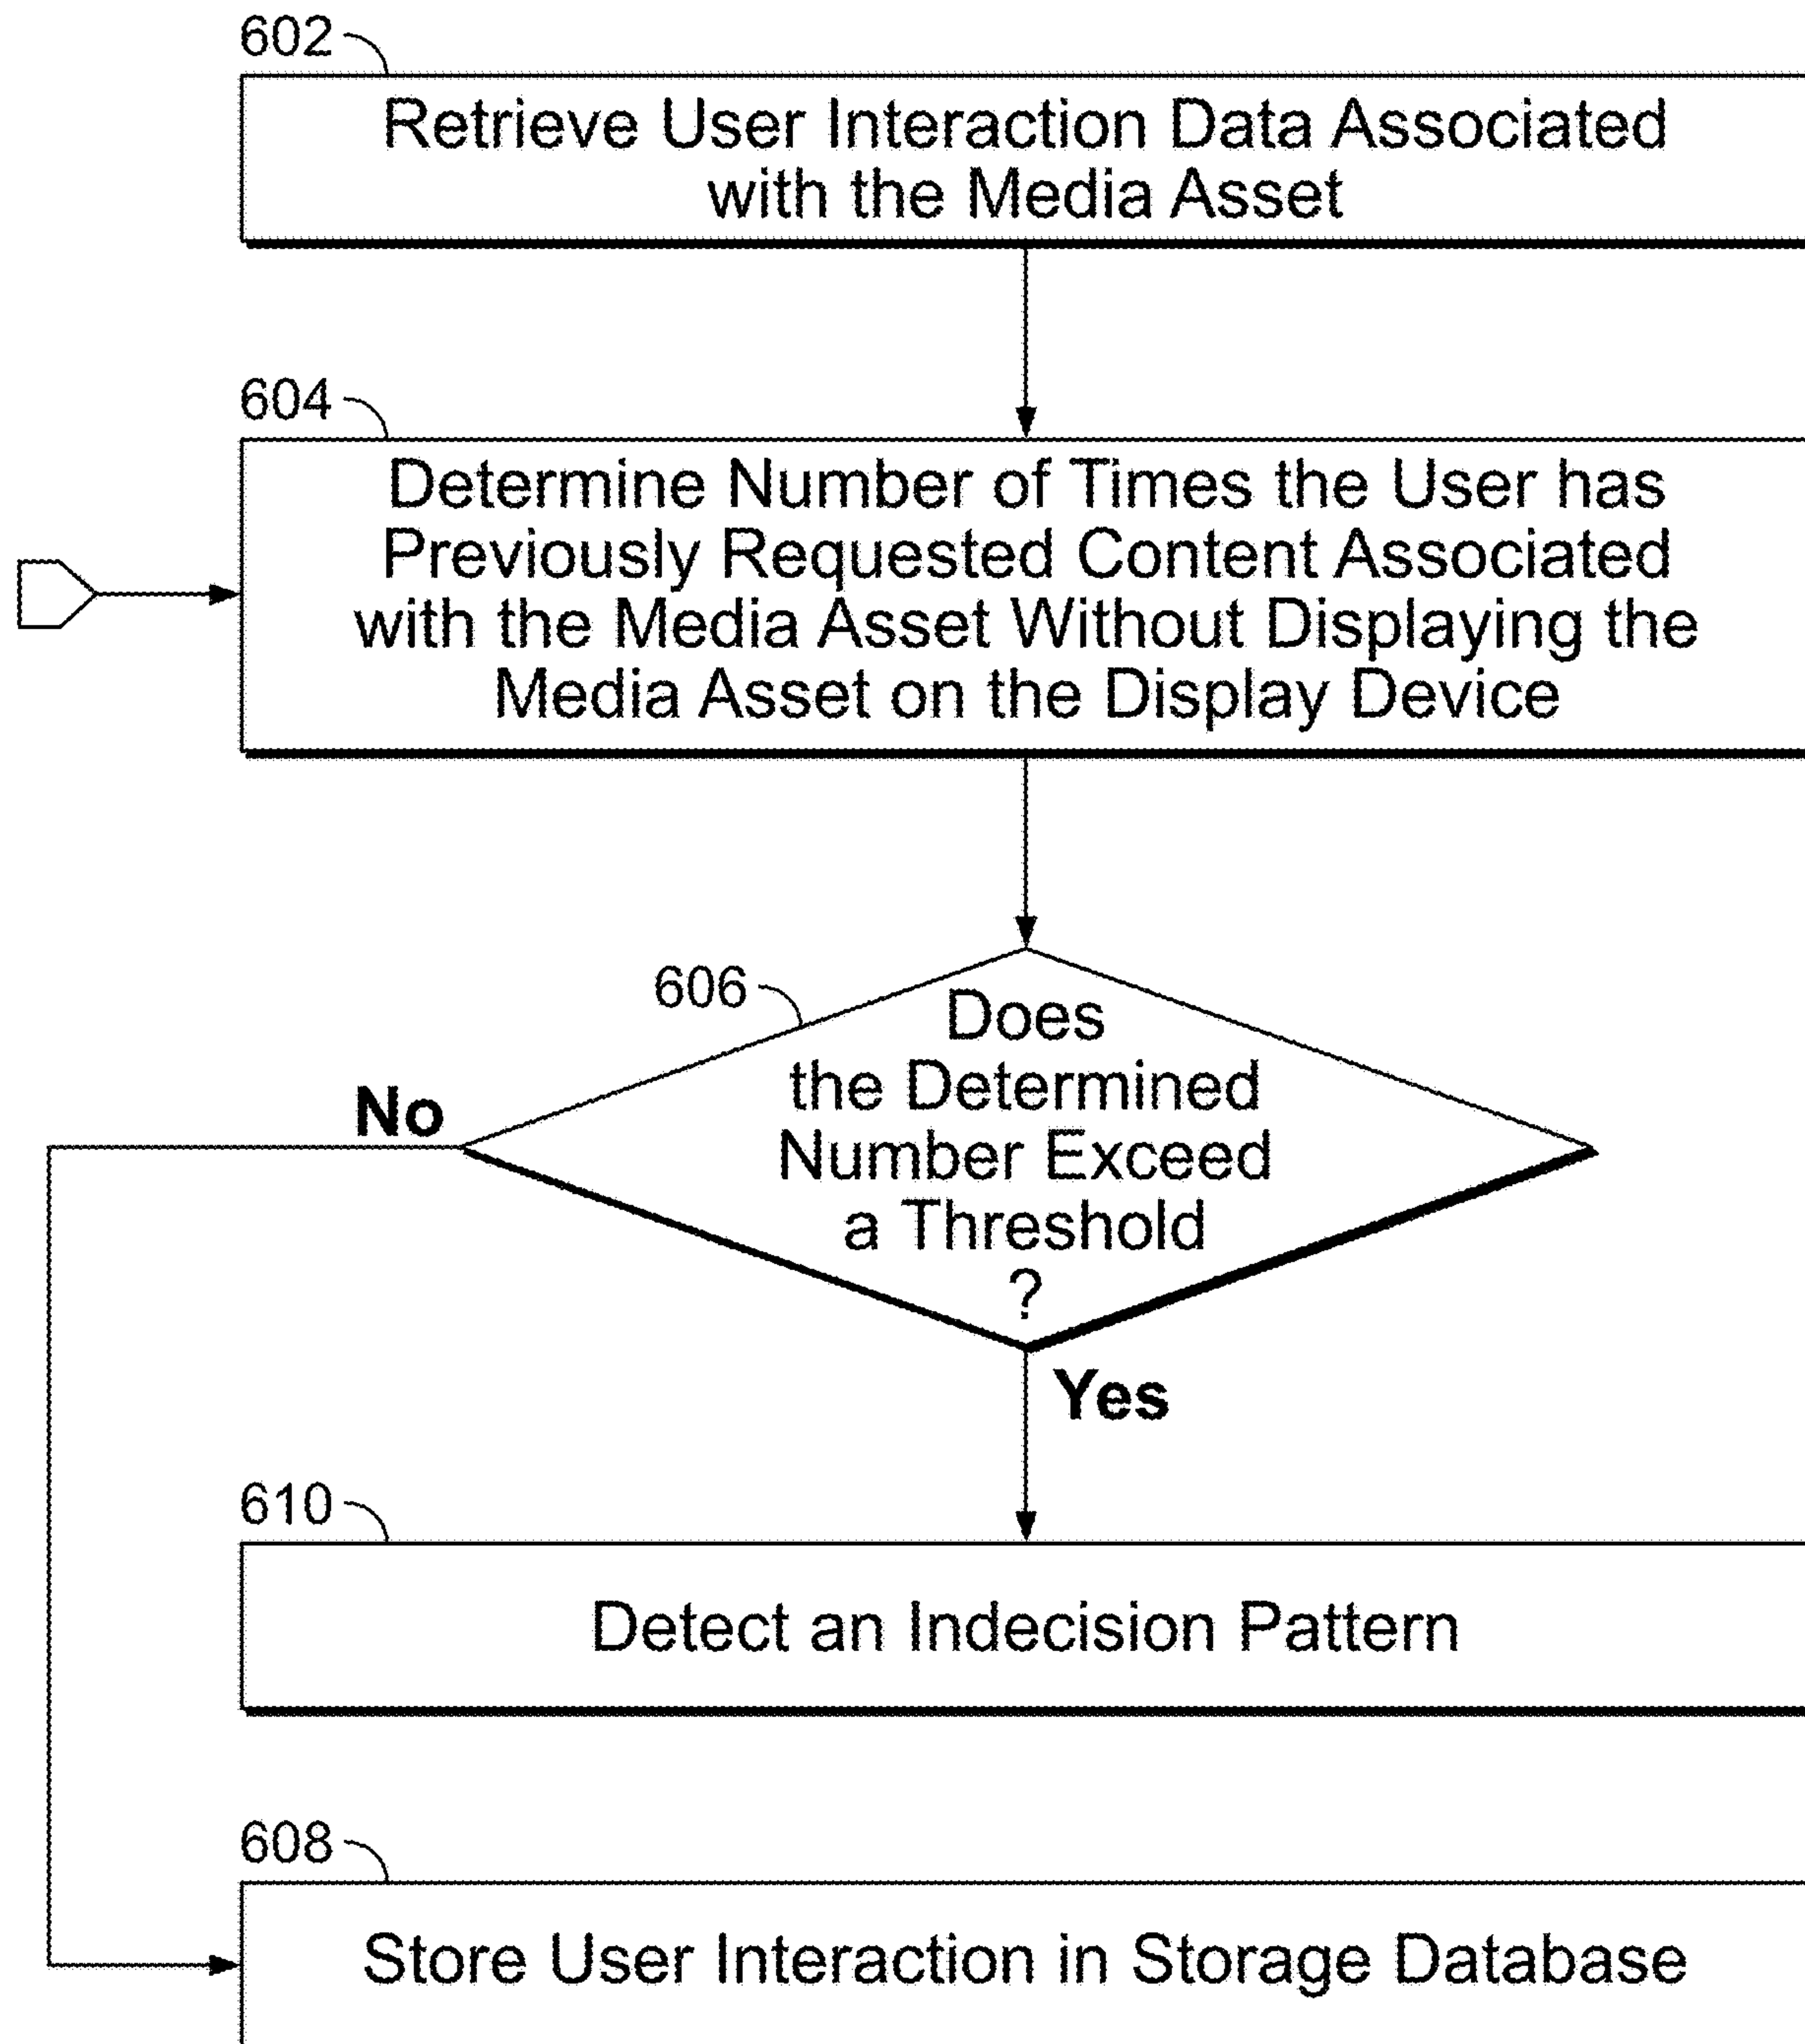 602
Retrieve User Interaction Data Associated
with the Media Asset
604
Determine Number of Times the User has
Previously Requested Content Associated
with the Media Asset Without Displaying the
Media Asset on the Display Device
606
Does
the Determined
Number Exceed
a Threshold
?
No
Yes
610
Detect an Indecision Pattern
608
Store User Interaction in Storage Database